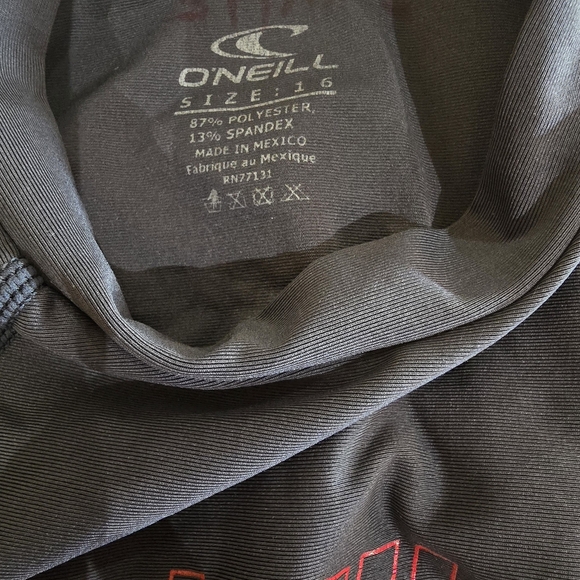 O'NEILL
SIZE: 16
87% POLYESTER,
13% SPANDEX
MADE IN MEXICO
Fabrique au Mexique
RN77131